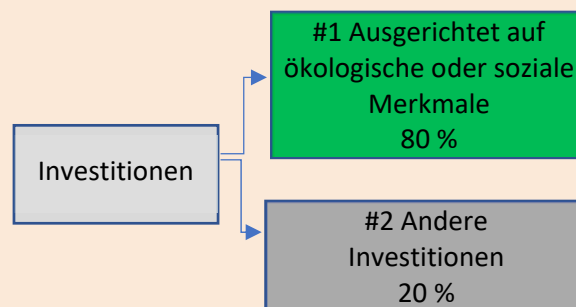 #1 Ausgerichtet auf
ökologische oder soziale
Merkmale
80 %
Investitionen
#2 Andere
Investitionen
20 %